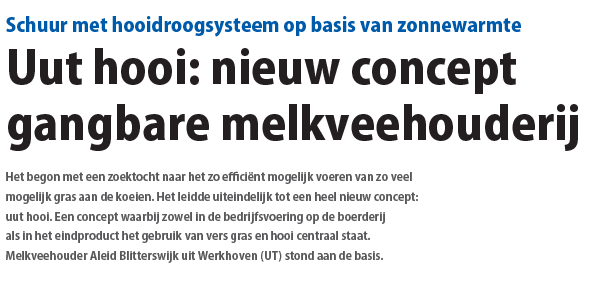 Schuur met hooidroogsysteem op basis van zonnewarmte
Uut hooi: nieuw concept
gangbare melkveehouderij
Het begon met een zoektocht naar het zo efficiënt mogelijk voeren van zo veel
mogelijk gras aan de koeien. Het leidde uiteindelijk tot een heel nieuw concept:
uut hooi. Een concept waarbij zowel in de bedrijfsvoering op de boerderij
als in het eindproduct het gebruik van vers gras en hooi centraal staat.
Melkveehouder Aleid Blitterswijk uit Werkhoven (UT) stond aan de basis.